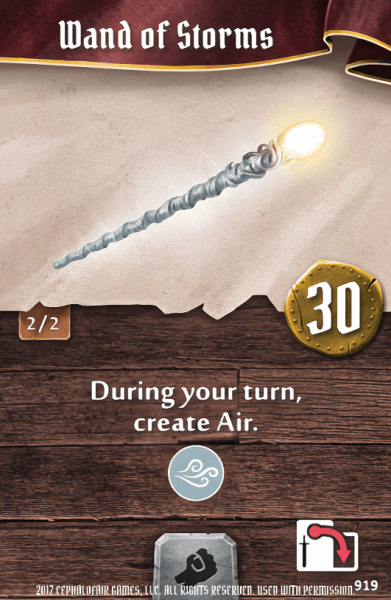 Wand of Storms
2/2
30
During your turn,
create Air.
2017 CEPHALOFAIR GAMES, LLC. ALL RIGHTS RESERVED. USED WITH PERMISSION.
919